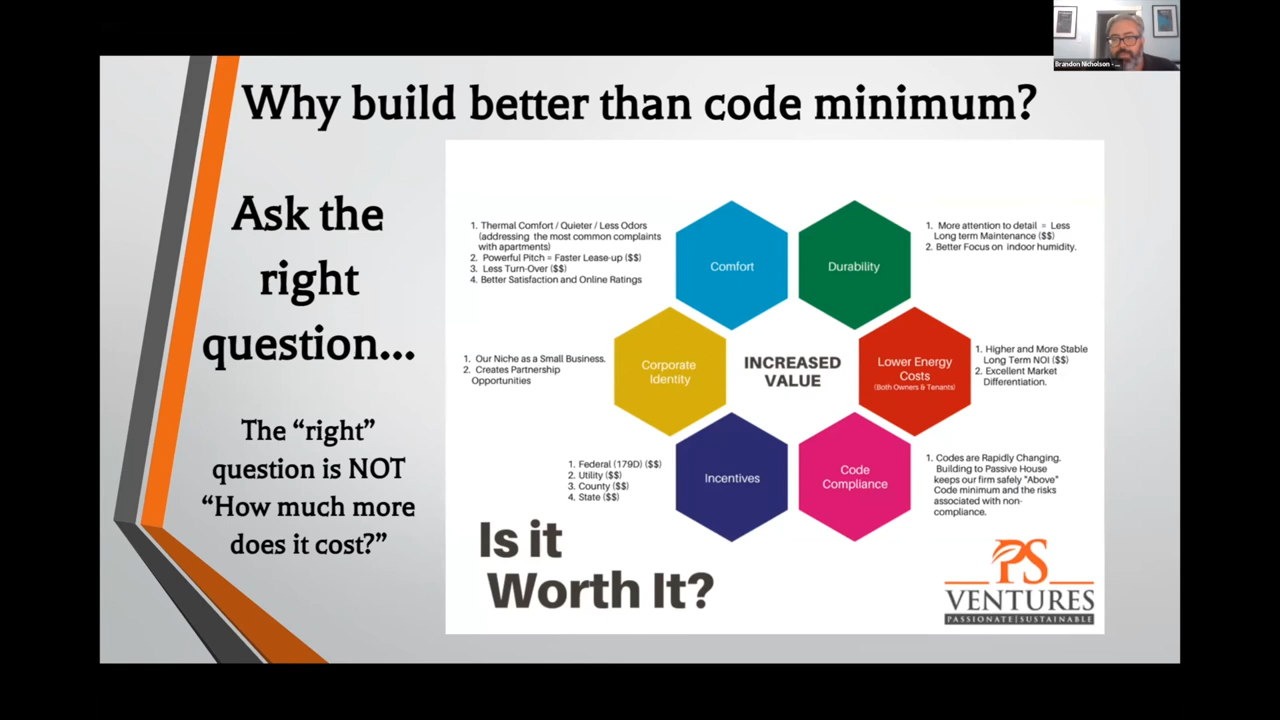 Brandon Nicholson - ...
Why build better than code minimum?
Ask the
right
question...
The “right”
question is NOT
“How much more
does it cost?”
1. Thermal Comfort / Quieter / Less Odors
(addressing the most common complaints
with apartments)
2. Powerful Pitch = Faster Lease-up ($$)
3. Less Turn-Over ($$)
4. Better Satisfaction and Online Ratings
Comfort
Durability
1. More attention to detail = Less
Long term Maintenance ($$)
2. Better Focus on indoor humidity.
1. Our Niche as a Small Business.
2. Creates Partnership
Opportunities
Corporate
Identity
INCREASED
VALUE
Lower Energy
Costs
(Both Owners & Tenants)
1. Higher and More Stable
Long Term NOI ($$)
2. Excellent Market
Differentiation.
1. Federal (179D) ($$)
2. Utility ($$)
3. County ($$)
4. State ($$)
Incentives
Code
Compliance
1. Codes are Rapidly Changing.
Building to Passive House
keeps our firm safely "Above"
Code minimum and the risks
associated with non-
compliance.
Is it
Worth It?
PS
VENTURES
PASSIONATE|SUSTAINABLE